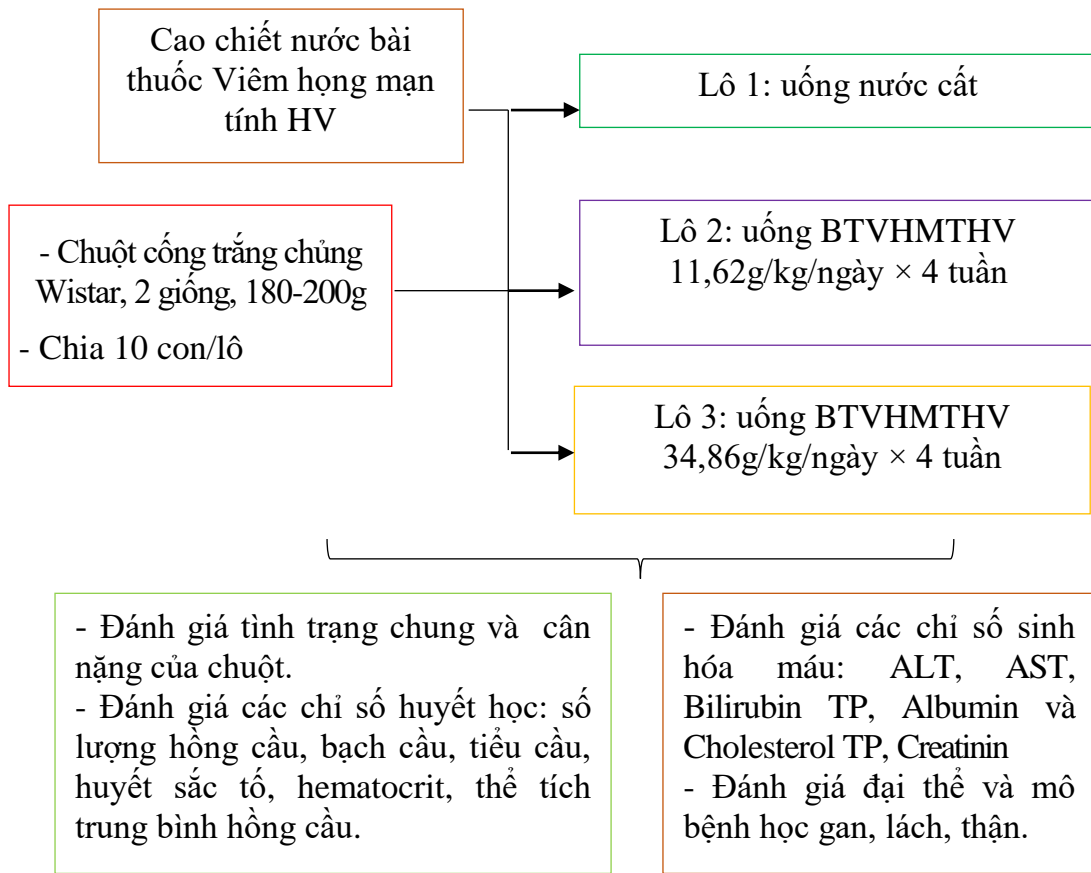 Cao chiết nước bài
thuốc Viêm họng mạn
tính HV
- Chuột cống trắng chủng
Wistar, 2 giống, 180-200g
- Chia 10 con/lô
Lô 1: uống nước cất
Lô 2: uống BTVHMTHV
11,62g/kg/ngày × 4 tuần
Lô 3: uống BTVHMTHV
34,86g/kg/ngày × 4 tuần
- Đánh giá tình trạng chung và cân
nặng của chuột.
- Đánh giá các chỉ số huyết học: số
lượng hồng cầu, bạch cầu, tiểu cầu,
huyết sắc tố, hematocrit, thể tích
trung bình hồng cầu.
- Đánh giá các chỉ số sinh
hóa máu: ALT, AST,
Bilirubin TP, Albumin và
Cholesterol TP, Creatinin
- Đánh giá đại thể và mô
bệnh học gan, lách, thận.